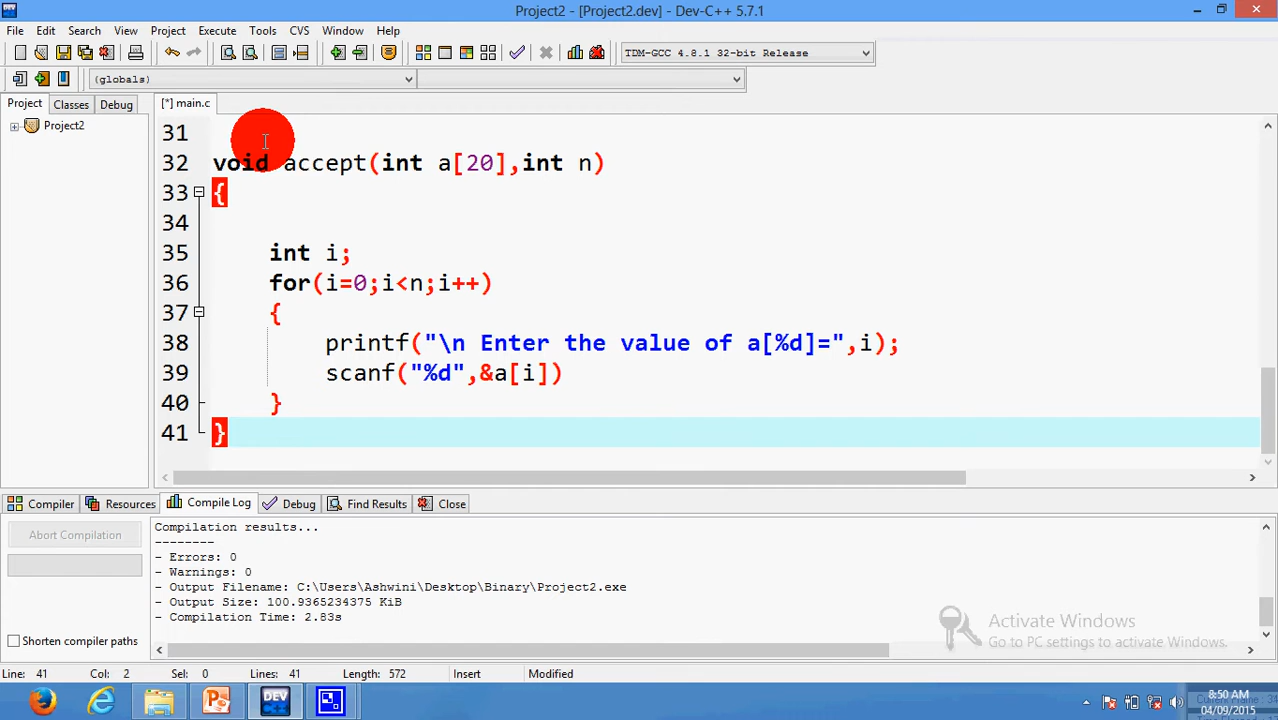 Project2 - [Project2.dev] - Dev-C++ 5.7.1
File Edit Search View Project Execute Tools CVS Window Help
TDM-GCC 4.8.1 32-bit Release
(globals)
Project Classes Debug
[*] main.c
Project2
31
32 void accept(int a[20],int n)
33 {
34
35 int i;
36 for(i=0;i<n;i++)
37 {
38 printf("\n Enter the value of a[%d]=",i);
39 scanf("%d",&a[i])
40 }
41 }
Compiler Resources Compile Log Debug Find Results Close
Abort Compilation
Shorten compiler paths
Compilation results...
--------
- Errors: 0
- Warnings: 0
- Output Filename: C:\Users\Ashwini\Desktop\Binary\Project2.exe
- Output Size: 100.9365234375 KiB
- Compilation Time: 2.83s
Activate Windows
Go to PC settings to activate Windows.
Line: 41 Col: 2 Sel: 0 Lines: 41 Length: 572 Insert Modified
DEV
C++
8:50 AM
04/09/2015